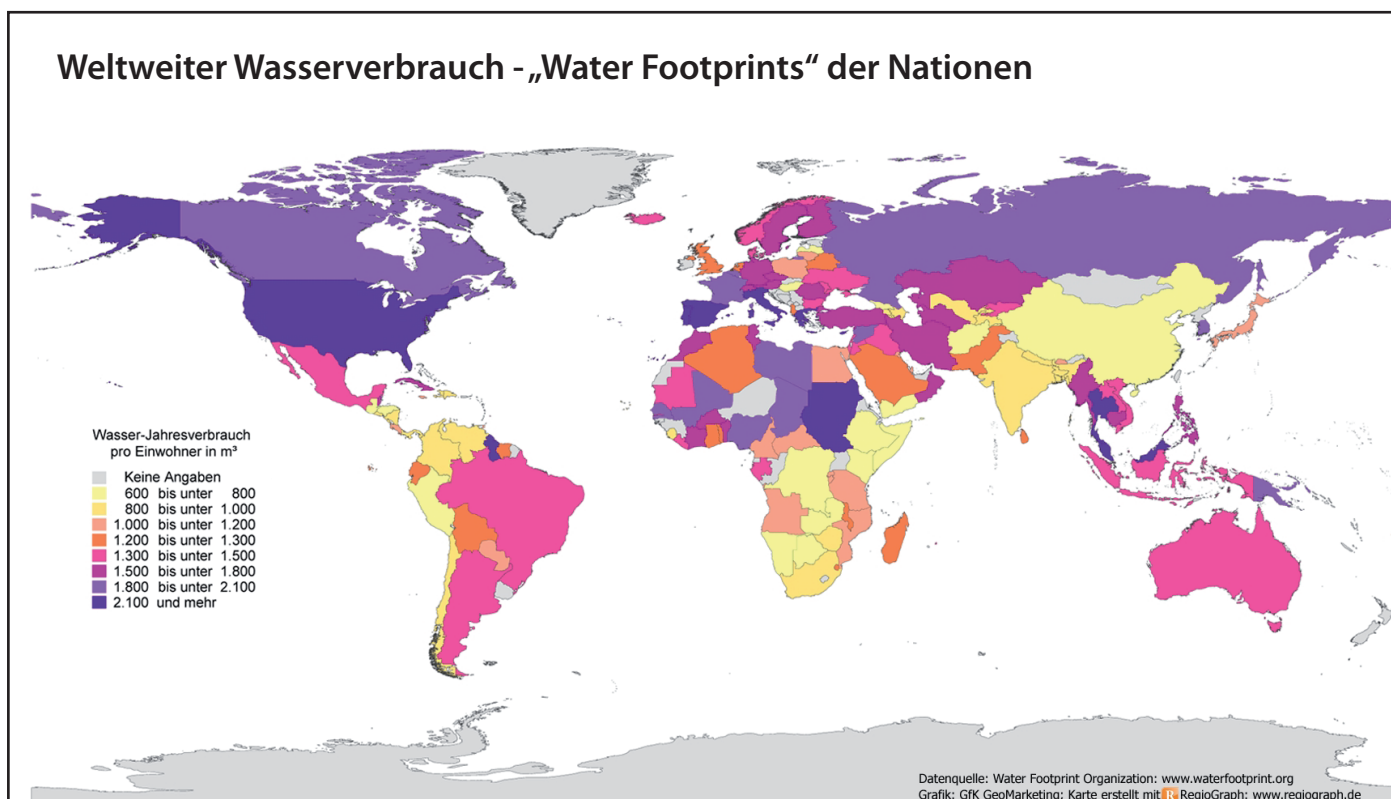 Weltweiter Wasserverbrauch - „Water Footprints“ der Nationen
Wasser-Jahresverbrauch
pro Einwohner in m³
Keine Angaben
600 bis unter 800
800 bis unter 1.000
1.000 bis unter 1.200
1.200 bis unter 1.300
1.300 bis unter 1.500
1.500 bis unter 1.800
1.800 bis unter 2.100
2.100 und mehr
Datenquelle: Water Footprint Organization: www.waterfootprint.org
Grafik: GfK GeoMarketing; Karte erstellt mit R RegioGraph: www.regiograph.de